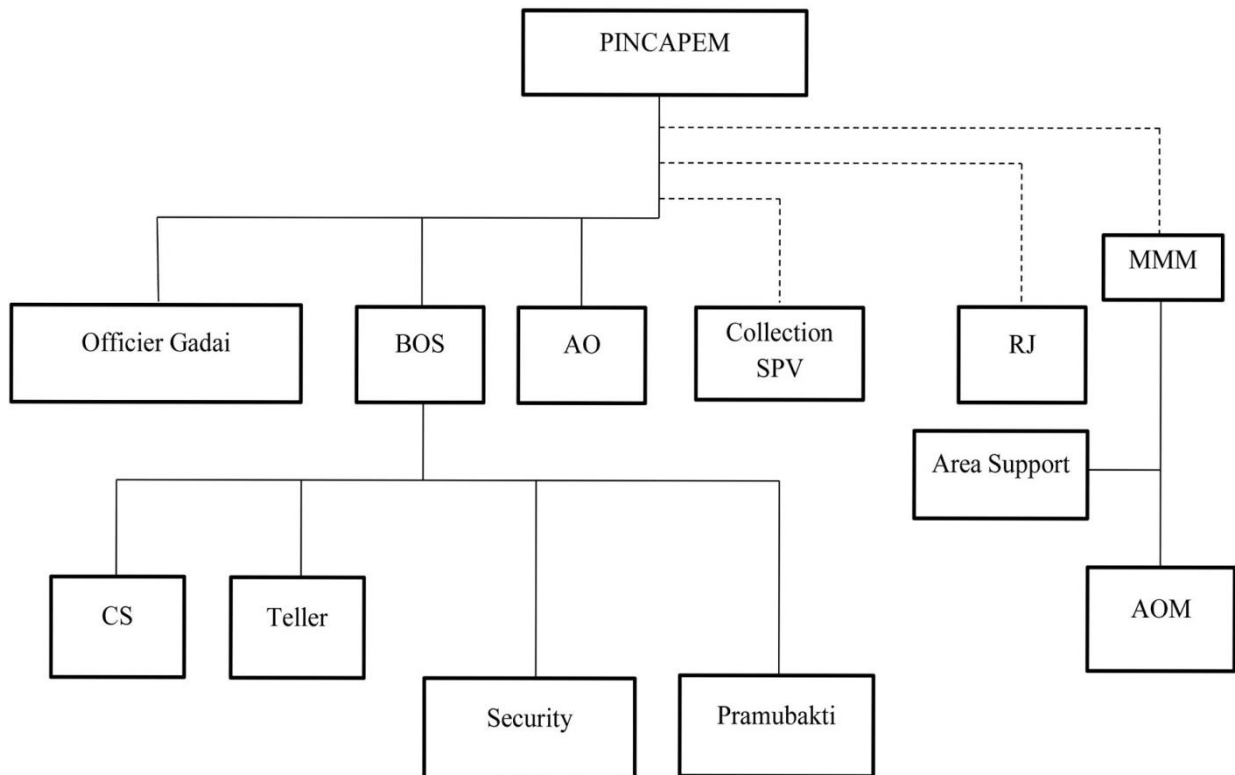 PINCAPEM
MMM
Officier Gadai
BOS
AO
Collection
SPV
RJ
Area Support
CS
Teller
AOM
Security
Pramubakti